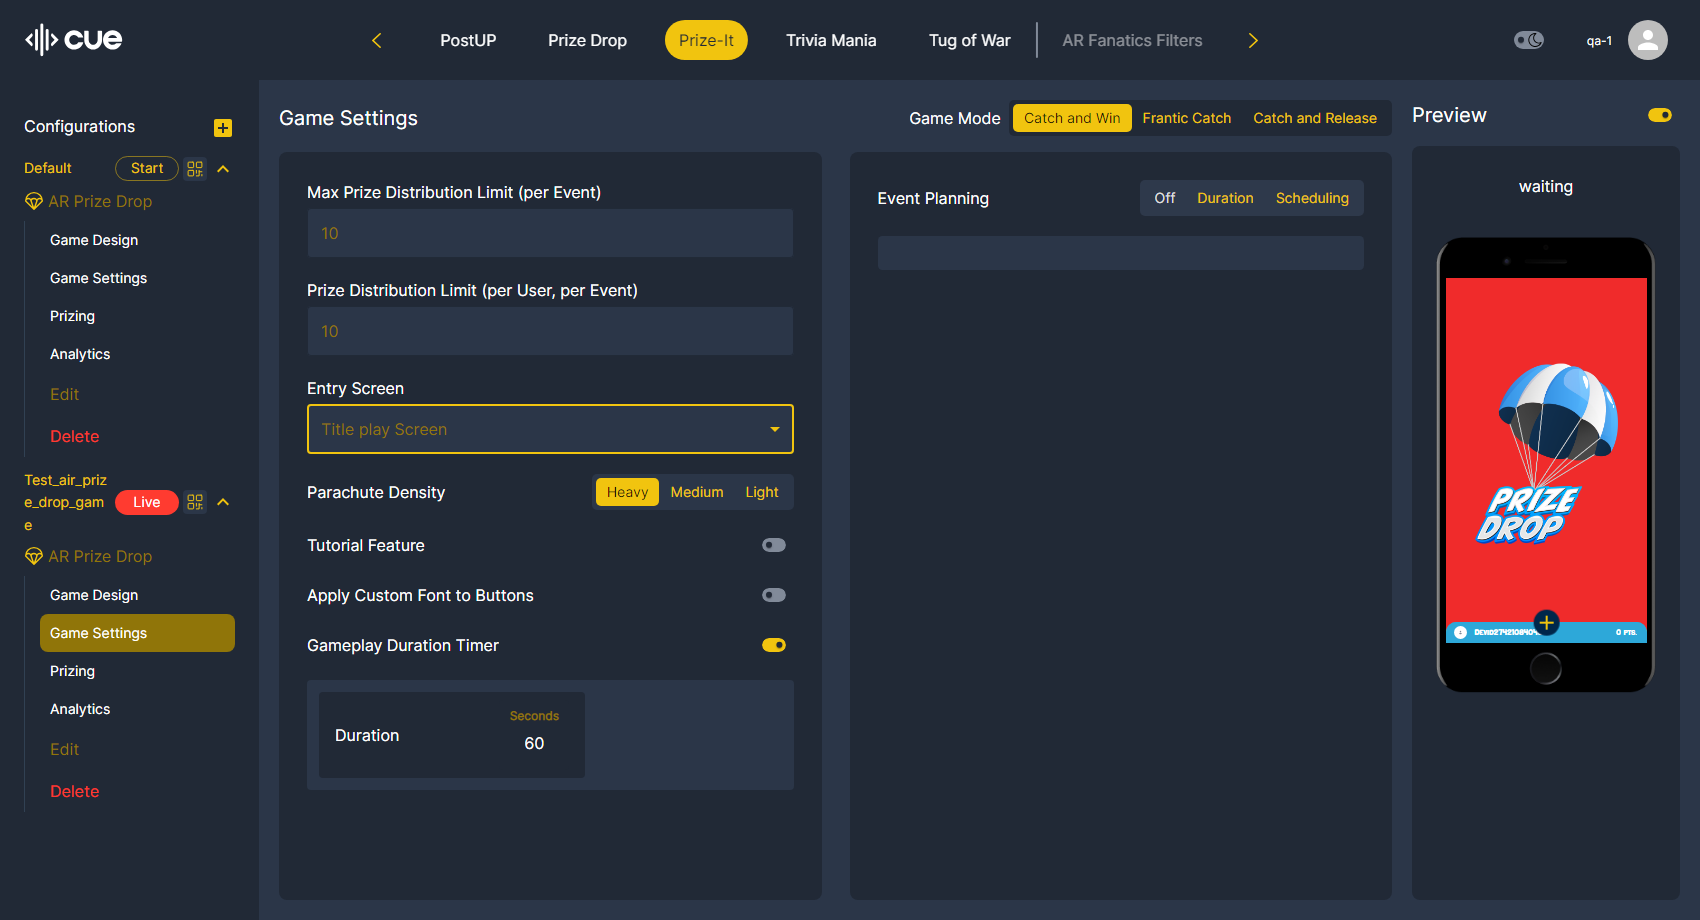 cue
PostUP
Prize Drop
Prize-It
Trivia Mania
Tug of War
AR Fanatics Filters
qa-1
Configurations
Default
Start
AR Prize Drop
Game Design
Game Settings
Prizing
Analytics
Edit
Delete
Test_air_priz
e_drop_gam
e
Live
AR Prize Drop
Game Design
Game Settings
Prizing
Analytics
Edit
Delete
Game Settings
Game Mode
Catch and Win
Frantic Catch
Catch and Release
Max Prize Distribution Limit (per Event)
10
Prize Distribution Limit (per User, per Event)
10
Entry Screen
Title play Screen
Parachute Density
Heavy
Medium
Light
Tutorial Feature
Apply Custom Font to Buttons
Gameplay Duration Timer
Duration
Seconds
60
Event Planning
Off
Duration
Scheduling
Preview
waiting
PRIZE
DROP
0 PTS.